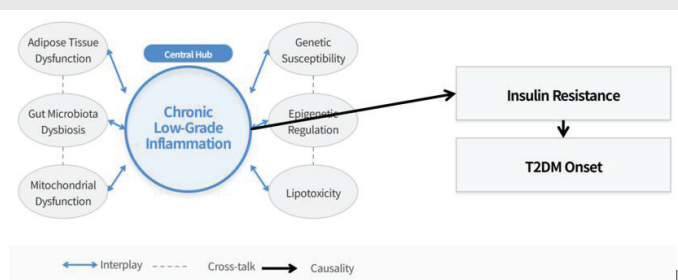 Adipose Tissue
Dysfunction
Central Hub
Genetic
Susceptibility
Gut Microbiota
Dysbiosis
Chronic
Low-Grade
Inflammation
Epigenetic
Regulation
Mitochondrial
Dysfunction
Lipotoxicity
Insulin Resistance
T2DM Onset
Interplay
Cross-talk
Causality